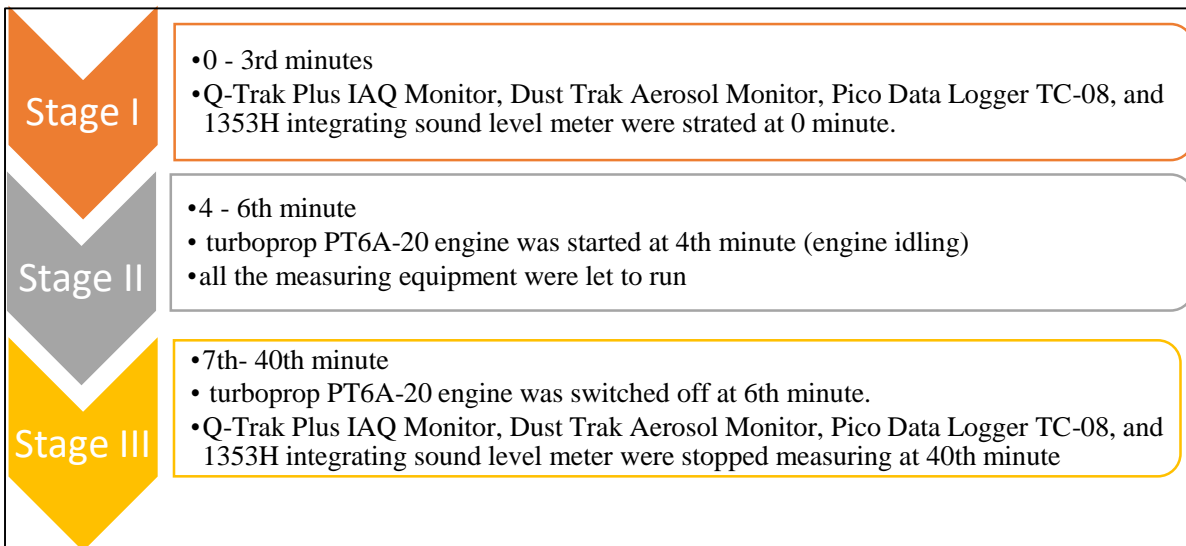 Stage I
•0 - 3rd minutes
•Q-Trak Plus IAQ Monitor, Dust Trak Aerosol Monitor, Pico Data Logger TC-08, and
1353H integrating sound level meter were strated at 0 minute.
Stage II
•4 - 6th minute
• turboprop PT6A-20 engine was started at 4th minute (engine idling)
•all the measuring equipment were let to run
Stage III
•7th- 40th minute
• turboprop PT6A-20 engine was switched off at 6th minute.
•Q-Trak Plus IAQ Monitor, Dust Trak Aerosol Monitor, Pico Data Logger TC-08, and
1353H integrating sound level meter were stopped measuring at 40th minute